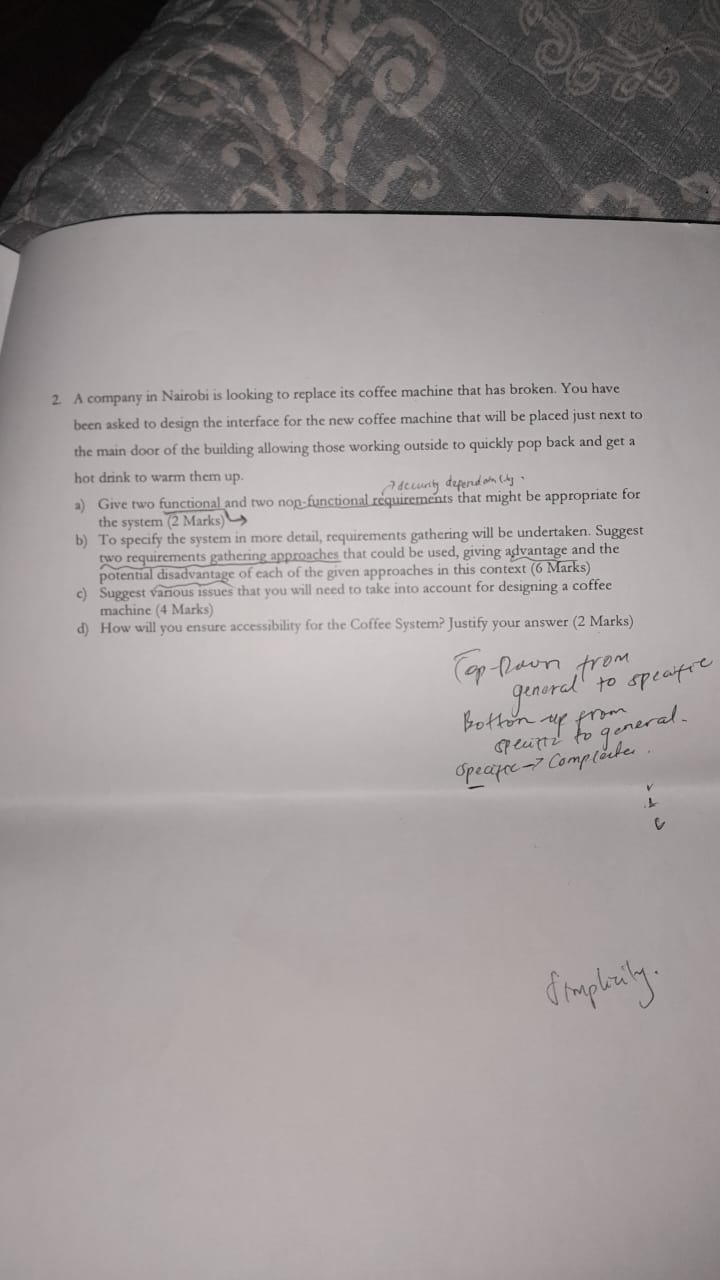 2. A company in Nairobi is looking to replace its coffee machine that has broken. You have
been asked to design the interface for the new coffee machine that will be placed just next to
the main door of the building allowing those working outside to quickly pop back and get a
hot drink to warm them up.
security
a) Give two functional and two non-functional requirements that might be appropriate for
the system (2 Marks)
b) To specify the system in more detail, requirements gathering will be undertaken. Suggest
two requirements gathering approaches that could be used, giving advantage and the
potential disadvantage of each of the given approaches in this context (6 Marks)
c) Suggest various issues that you will need to take into account for designing a coffee
machine (4 Marks)
d) How will you ensure accessibility for the Coffee System? Justify your answer (2 Marks)
Top-Down from
general to specific
Bottom-up from
specific to general.
Specific →
Simplicity.